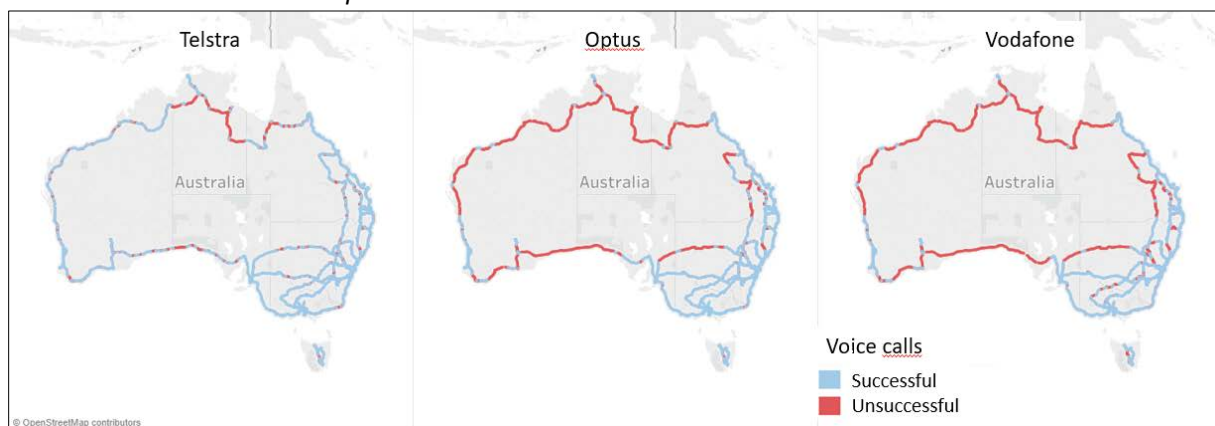 Telstra
Optus
Vodafone
Australia
Australia
Australia
Voice calls
Successful
Unsuccessful
© OpenStreetMap contributors